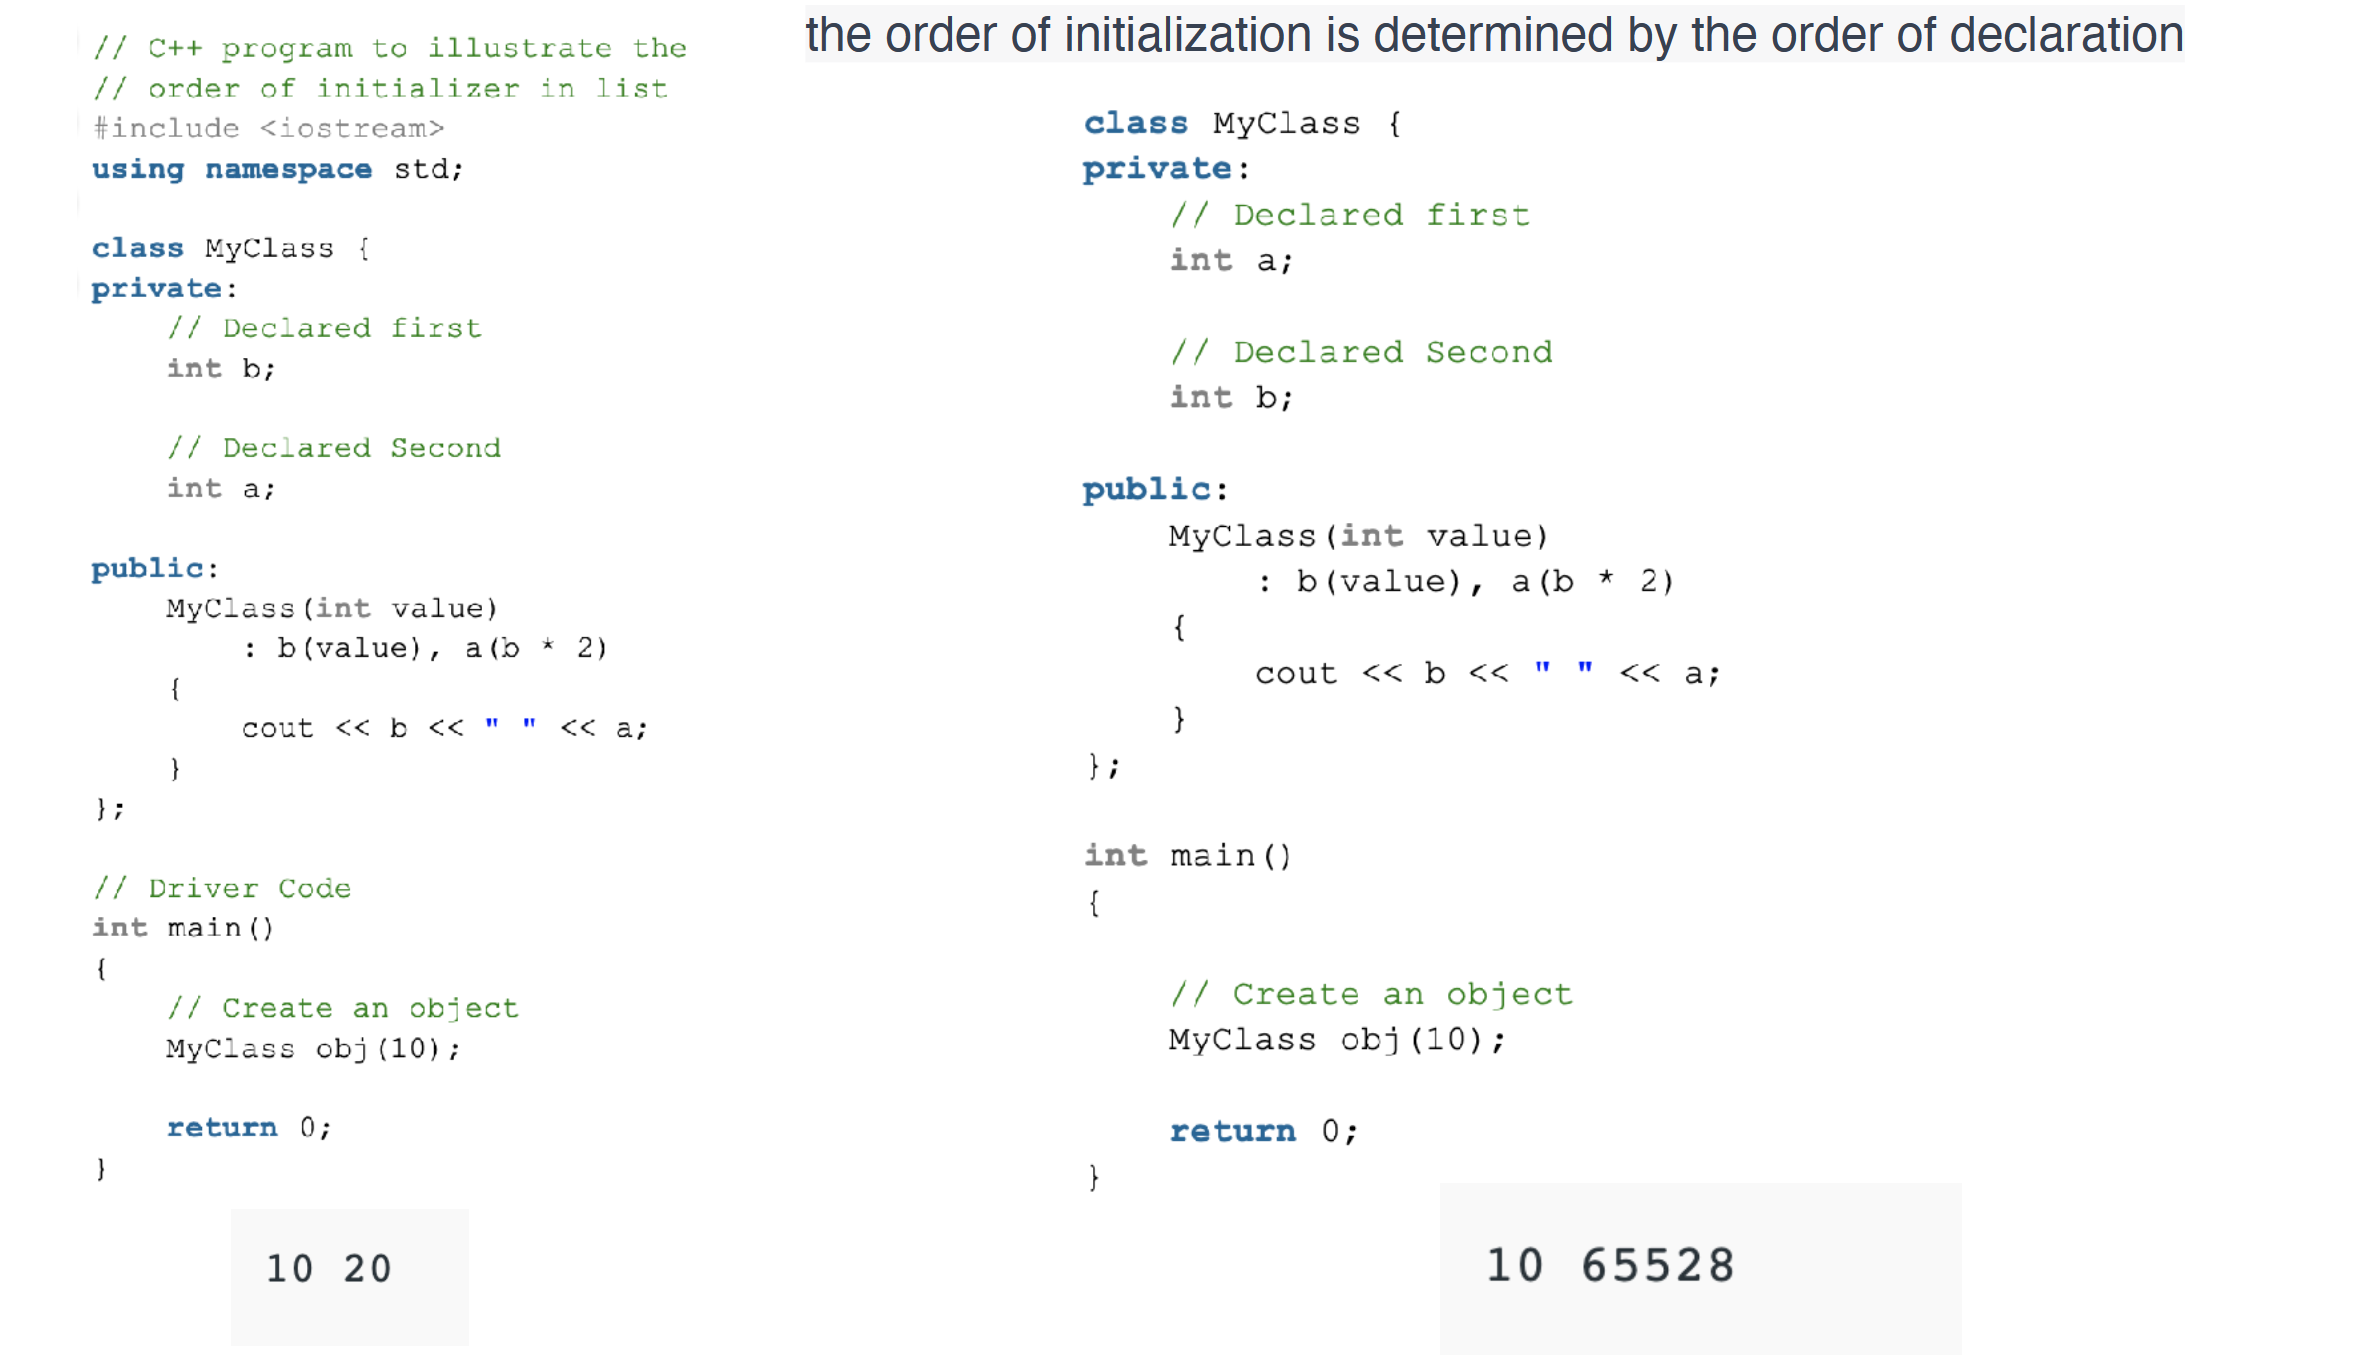 the order of initialization is determined by the order of declaration
// C++ program to illustrate the
// order of initializer in list
#include <iostream>
using namespace std;
class MyClass {
private:
// Declared first
int b;
// Declared Second
int a;
public:
MyClass(int value)
: b(value), a(b * 2)
{
cout << b << " " << a;
}
};
// Driver Code
int main()
{
// Create an object
MyClass obj(10);
return 0;
}
10 20
class MyClass {
private:
// Declared first
int a;
// Declared Second
int b;
public:
MyClass(int value)
: b(value), a(b * 2)
{
cout << b << " " << a;
}
};
int main()
{
// Create an object
MyClass obj(10);
return 0;
}
10 65528